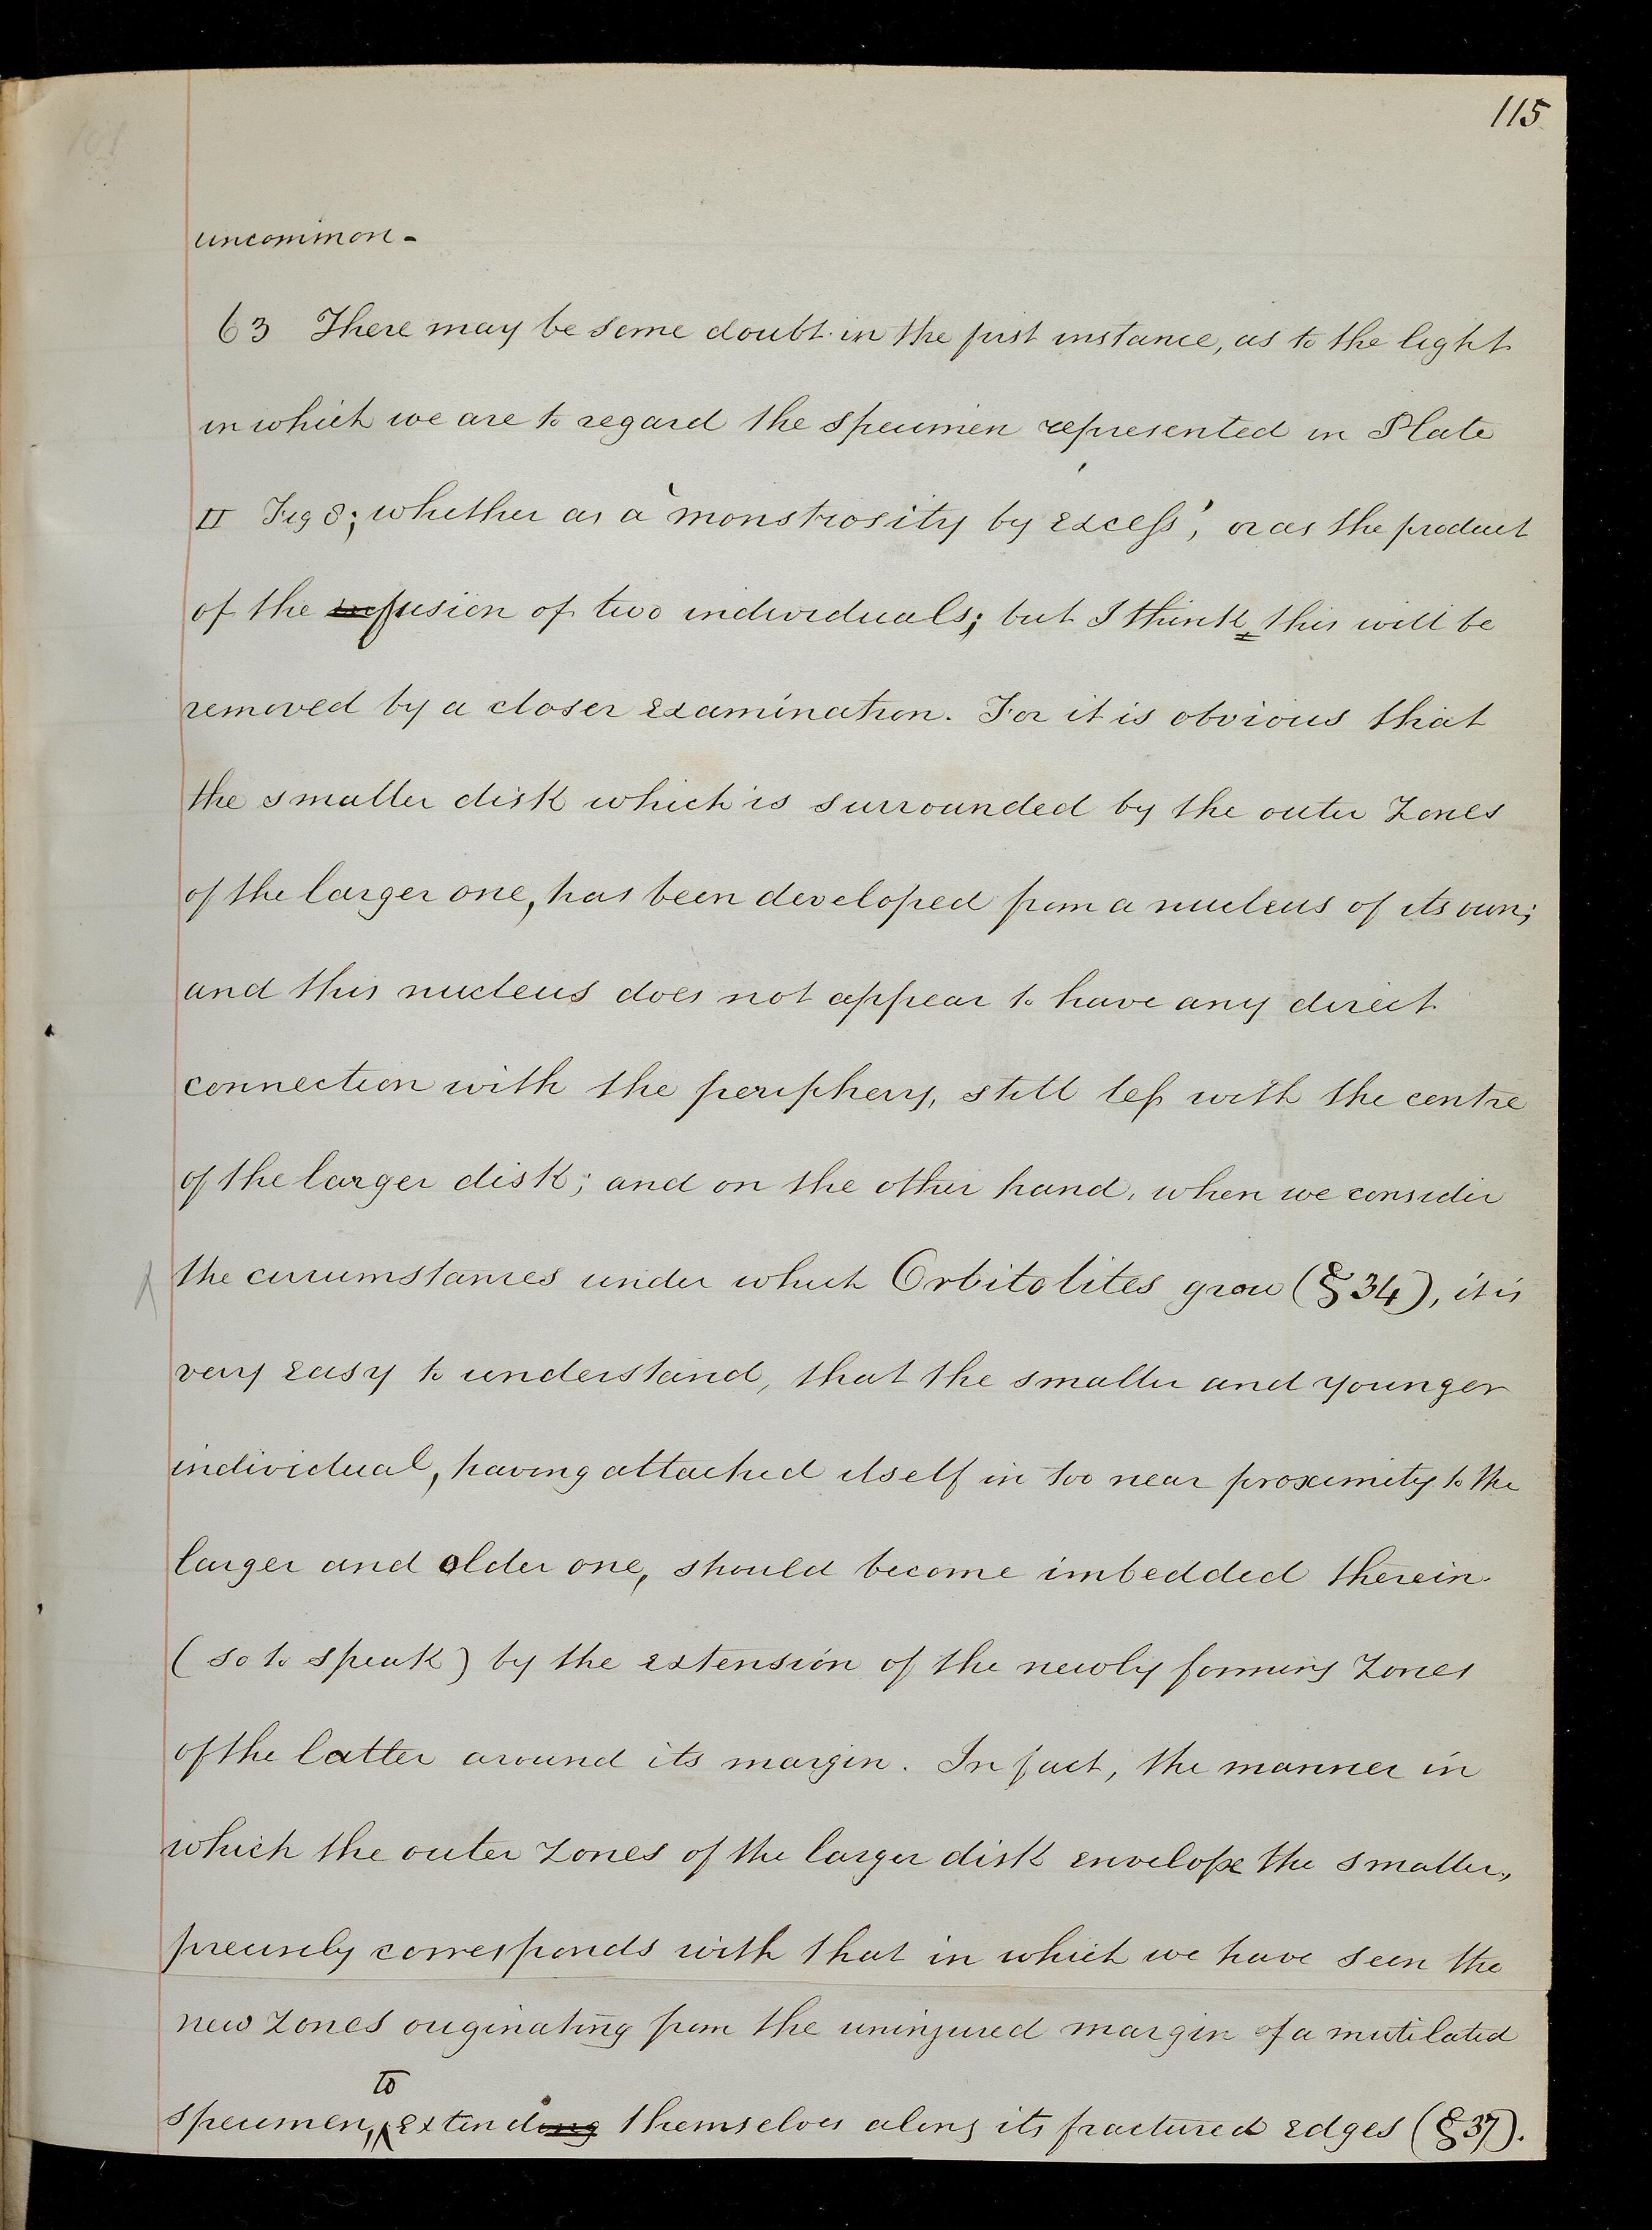 115
uncommon-
63 There may be some doubt in the first instance, as to the light
in which we are to regard the specimen represented in Plate
II Fig 8; whether as a 'monstrosity by excess', or as the product
of the fusion of two individuals; but I think this will be
removed by a closer examination. For it is obvious that
the smaller disk which is surrounded by the outer zones
of the larger one, has been developed from a nucleus of its own;
and this nucleus does not appear to have any direct
connection with the periphery, still less with the centre
of the larger disk; and on the other hand, when we consider
the circumstances under which Orbitolites grow (§34), it is
very easy to understand, that the smaller and younger
individual, having attached itself in too near proximity to the
larger and older one, should become imbedded therein
(so to speak) by the extension of the newly forming zones
of the latter around its margin. In fact, the manner in
which the outer zones of the larger disk envelope the smaller,
precisely corresponds with that in which we have seen the
new zones originating from the uninjured margin of a mutilated
to
specimen, extending themselves along its fractured edges (§37).